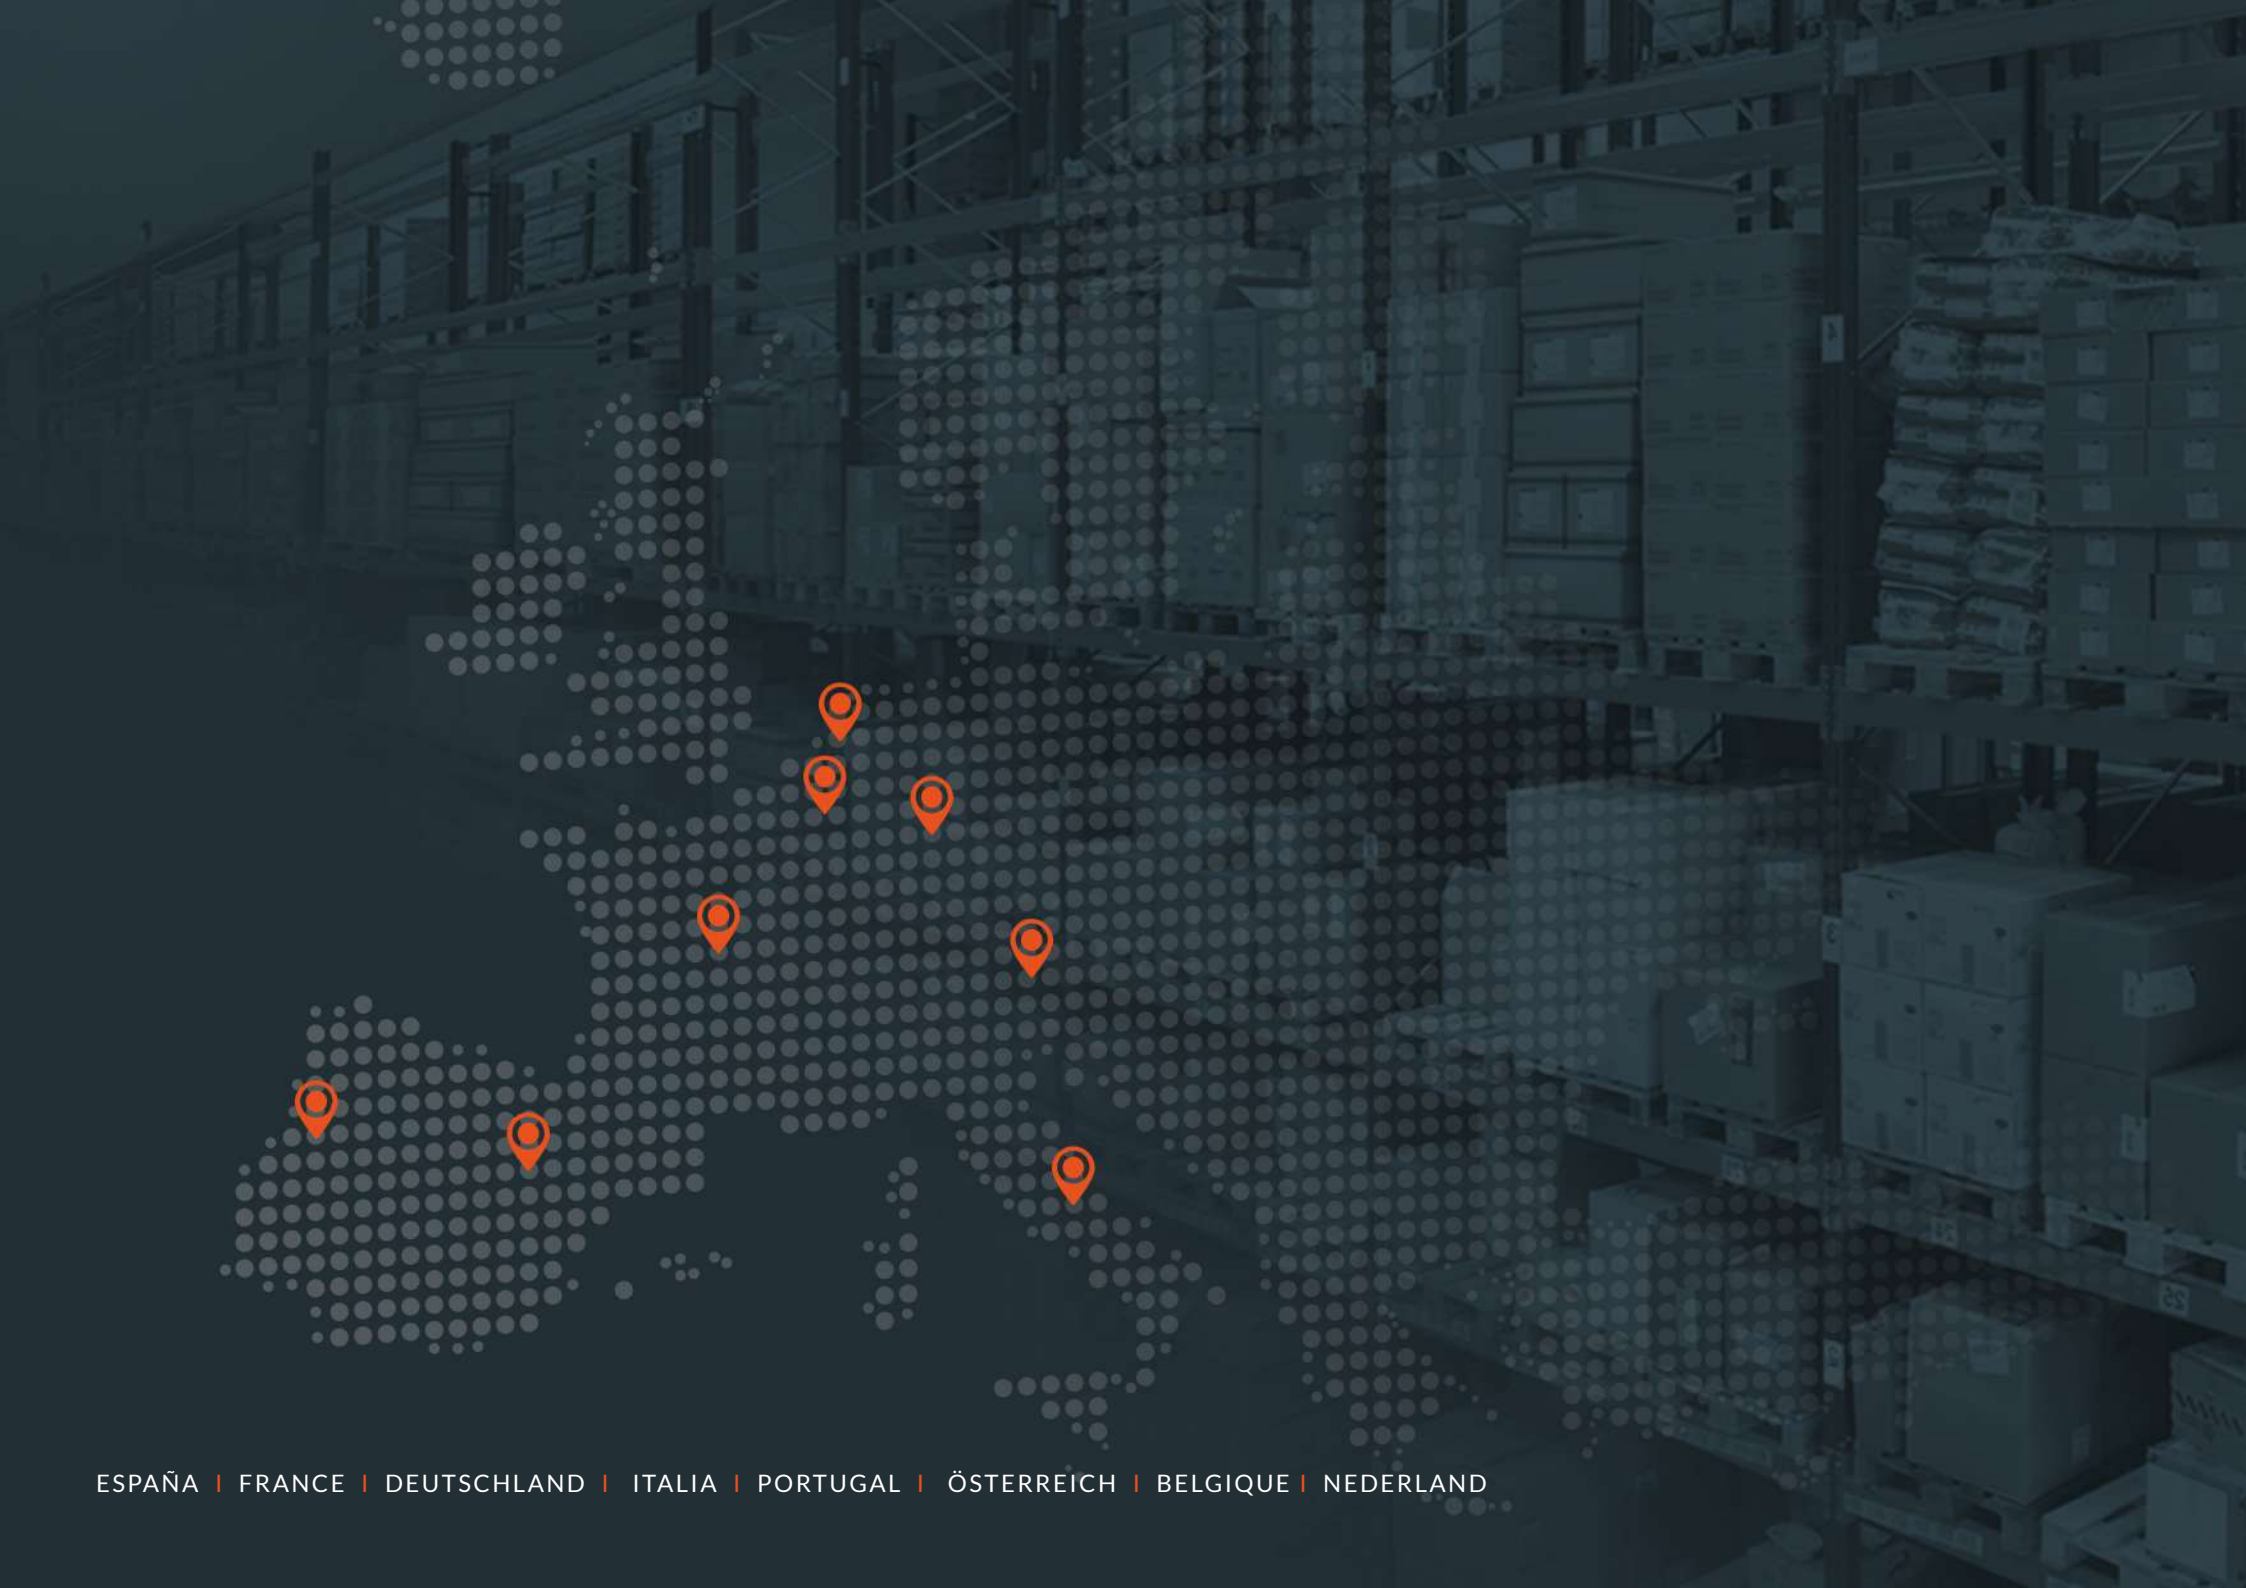 ESPAÑA | FRANCE | DEUTSCHLAND | ITALIA | PORTUGAL | ÖSTERREICH | BELGIQUE | NEDERLAND